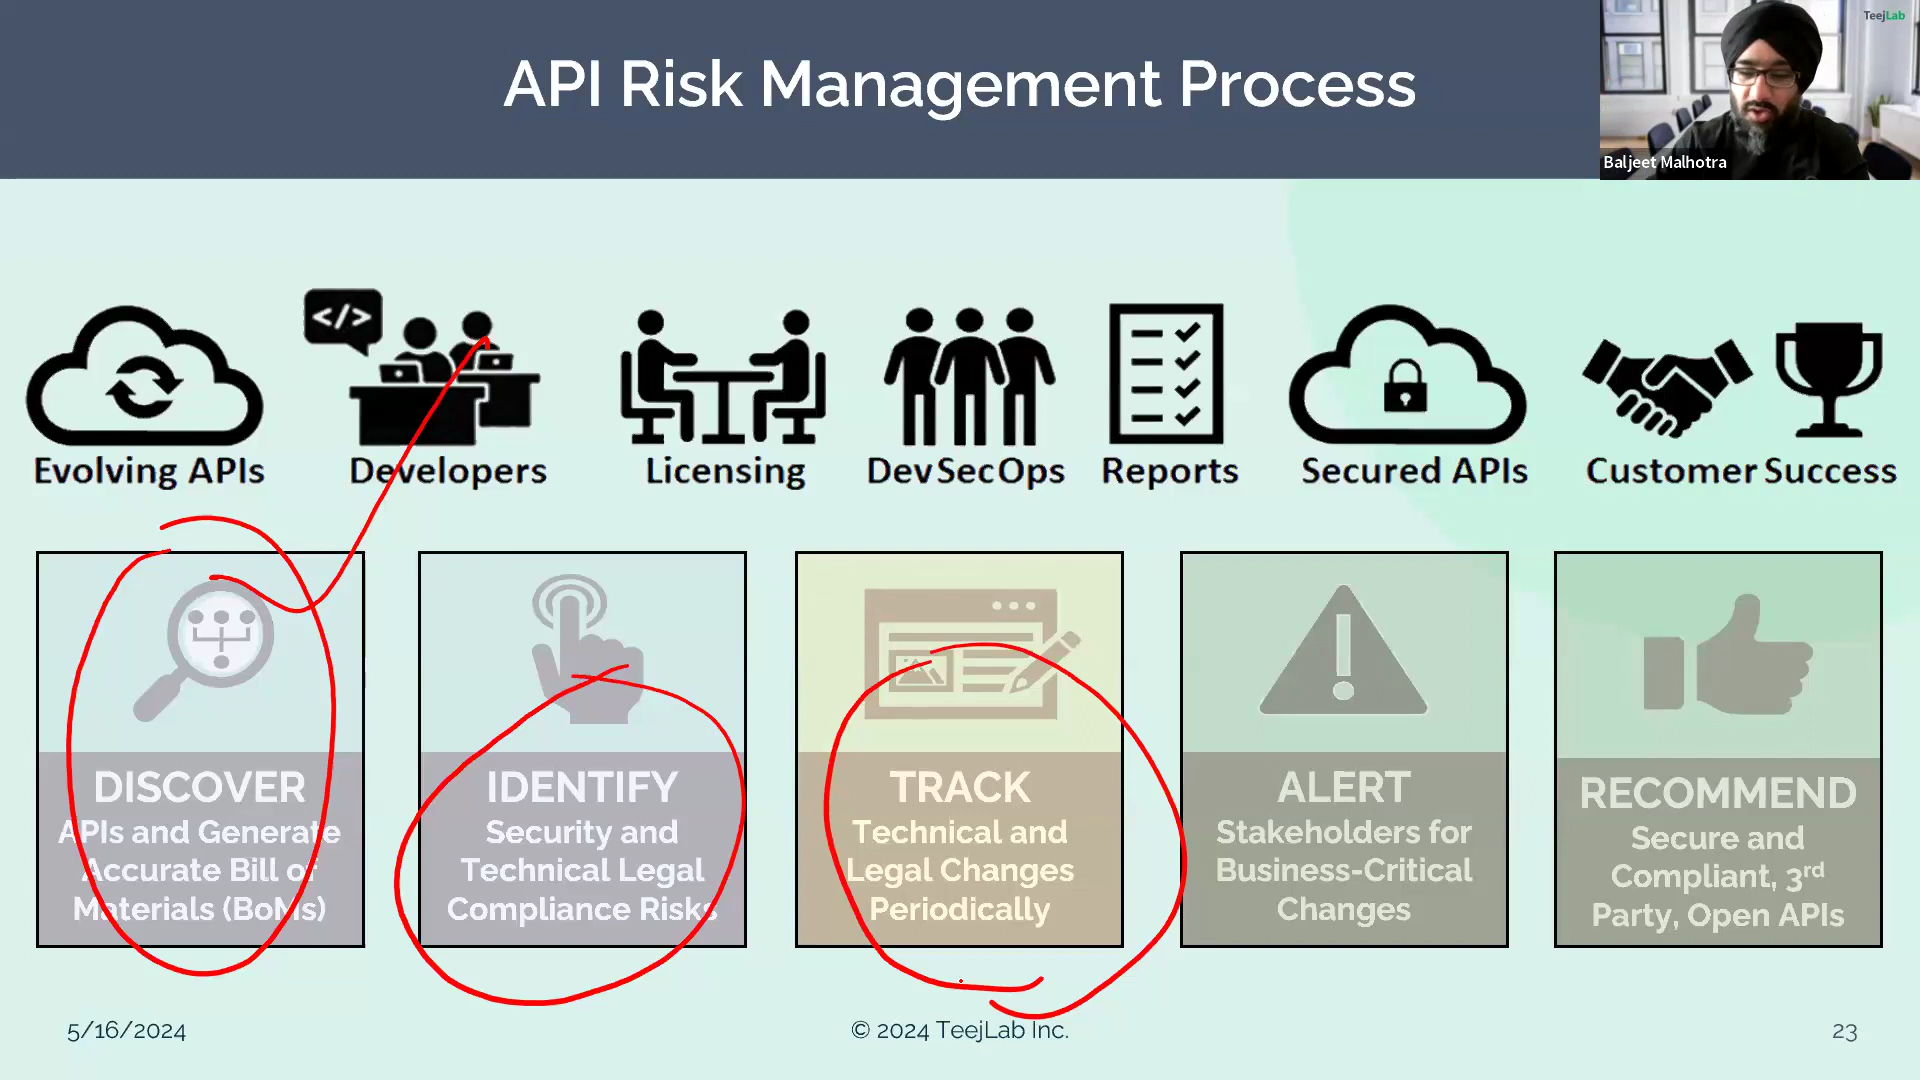 API Risk Management Process
TeejLab
Baljeet Malhotra
</>
Evolving APIs
Developers
Licensing
DevSecOps
Reports
Secured APIs
Customer Success
DISCOVER
APIs and Generate
Accurate Bill of
Materials (BoMs)
IDENTIFY
Security and
Technical Legal
Compliance Risks
TRACK
Technical and
Legal Changes
Periodically
ALERT
Stakeholders for
Business-Critical
Changes
RECOMMEND
Secure and
Compliant, 3rd
Party, Open APIs
5/16/2024
© 2024 TeejLab Inc.
23